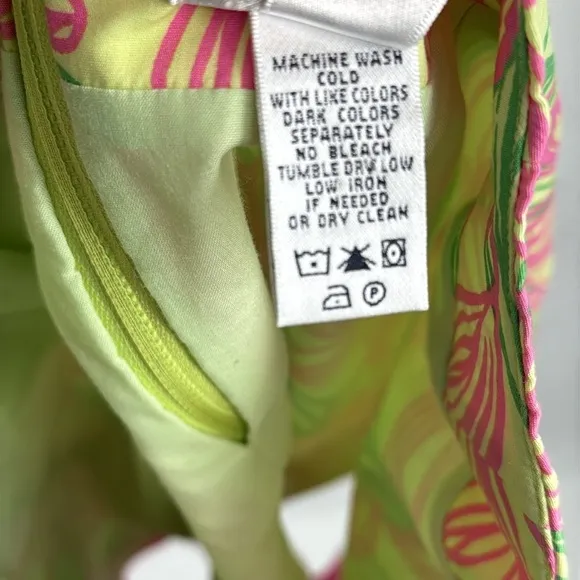 MACHINE WASH
COLD
WITH LIKE COLORS
DARK COLORS
SEPARATELY
NO BLEACH
TUMBLE DRY LOW
LOW IRON
IF NEEDED
OR DRY CLEAN
P